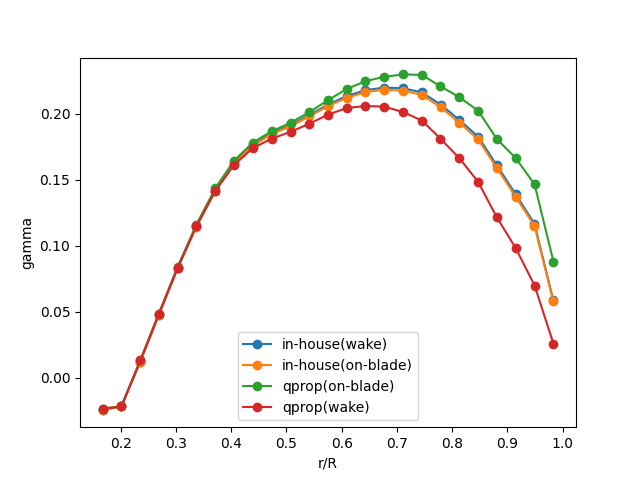 0.20
0.15
0.10
0.05
0.00
gamma
in-house(wake)
in-house(on-blade)
qprop(on-blade)
qprop(wake)
0.2 0.3 0.4 0.5 0.6 0.7 0.8 0.9 1.0
r/R